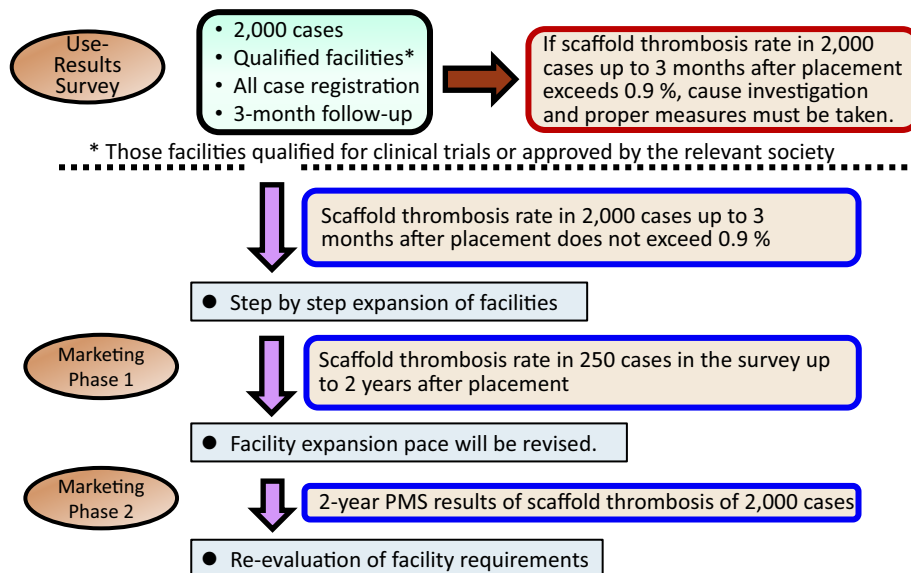 Use-
Results
Survey
● 2,000 cases
● Qualified facilities*
● All case registration
● 3-month follow-up
If scaffold thrombosis rate in 2,000
cases up to 3 months after placement
exceeds 0.9 %, cause investigation
and proper measures must be taken.
* Those facilities qualified for clinical trials or approved by the relevant society
Scaffold thrombosis rate in 2,000 cases up to 3
months after placement does not exceed 0.9 %
● Step by step expansion of facilities
Marketing
Phase 1
Scaffold thrombosis rate in 250 cases in the survey up
to 2 years after placement
● Facility expansion pace will be revised.
Marketing
Phase 2
2-year PMS results of scaffold thrombosis of 2,000 cases
● Re-evaluation of facility requirements